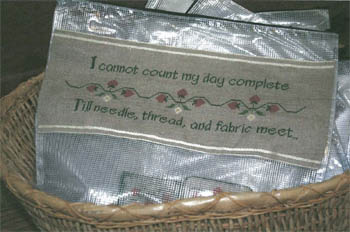 I cannot count my day complete
Till needle, thread, and fabric meet...